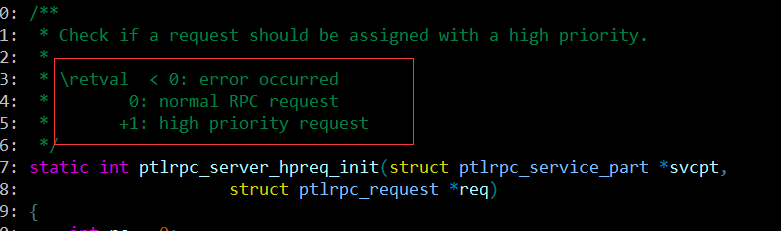 0: /**
1:  * Check if a request should be assigned with a high priority.
2:  *
3:  * \retval  < 0: error occurred
4:  *        0: normal RPC request
5:  *       +1: high priority request
6:  */
7: static int ptlrpc_server_hpreq_init(struct ptlrpc_service_part *svcpt,
8:                     struct ptlrpc_request *req)
9: {